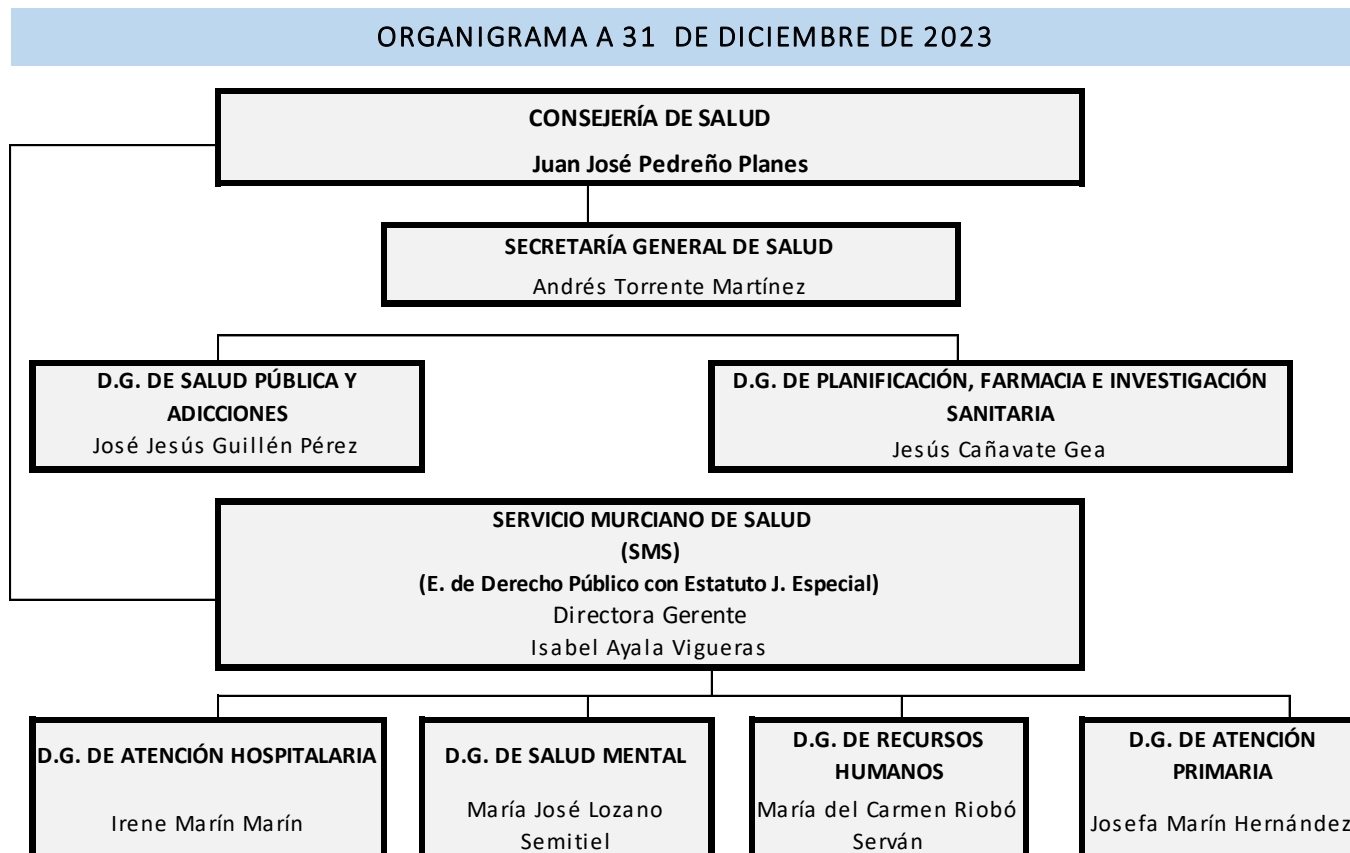 ORGANIGRAMA A 31 DE DICIEMBRE DE 2023
CONSEJERÍA DE SALUD
Juan José Pedreño Planes
SECRETARÍA GENERAL DE SALUD
Andrés Torrente Martínez
D.G. DE SALUD PÚBLICA Y
ADICCIONES
José Jesús Guillén Pérez
D.G. DE PLANIFICACIÓN, FARMACIA E INVESTIGACIÓN
SANITARIA
Jesús Cañavate Gea
SERVICIO MURCIANO DE SALUD
(SMS)
(E. de Derecho Público con Estatuto J. Especial)
Directora Gerente
Isabel Ayala Vigueras
D.G. DE ATENCIÓN HOSPITALARIA
Irene Marín Marín
D.G. DE SALUD MENTAL
María José Lozano
Semitiel
D.G. DE RECURSOS
HUMANOS
María del Carmen Riobó
Serván
D.G. DE ATENCIÓN
PRIMARIA
Josefa Marín Hernández